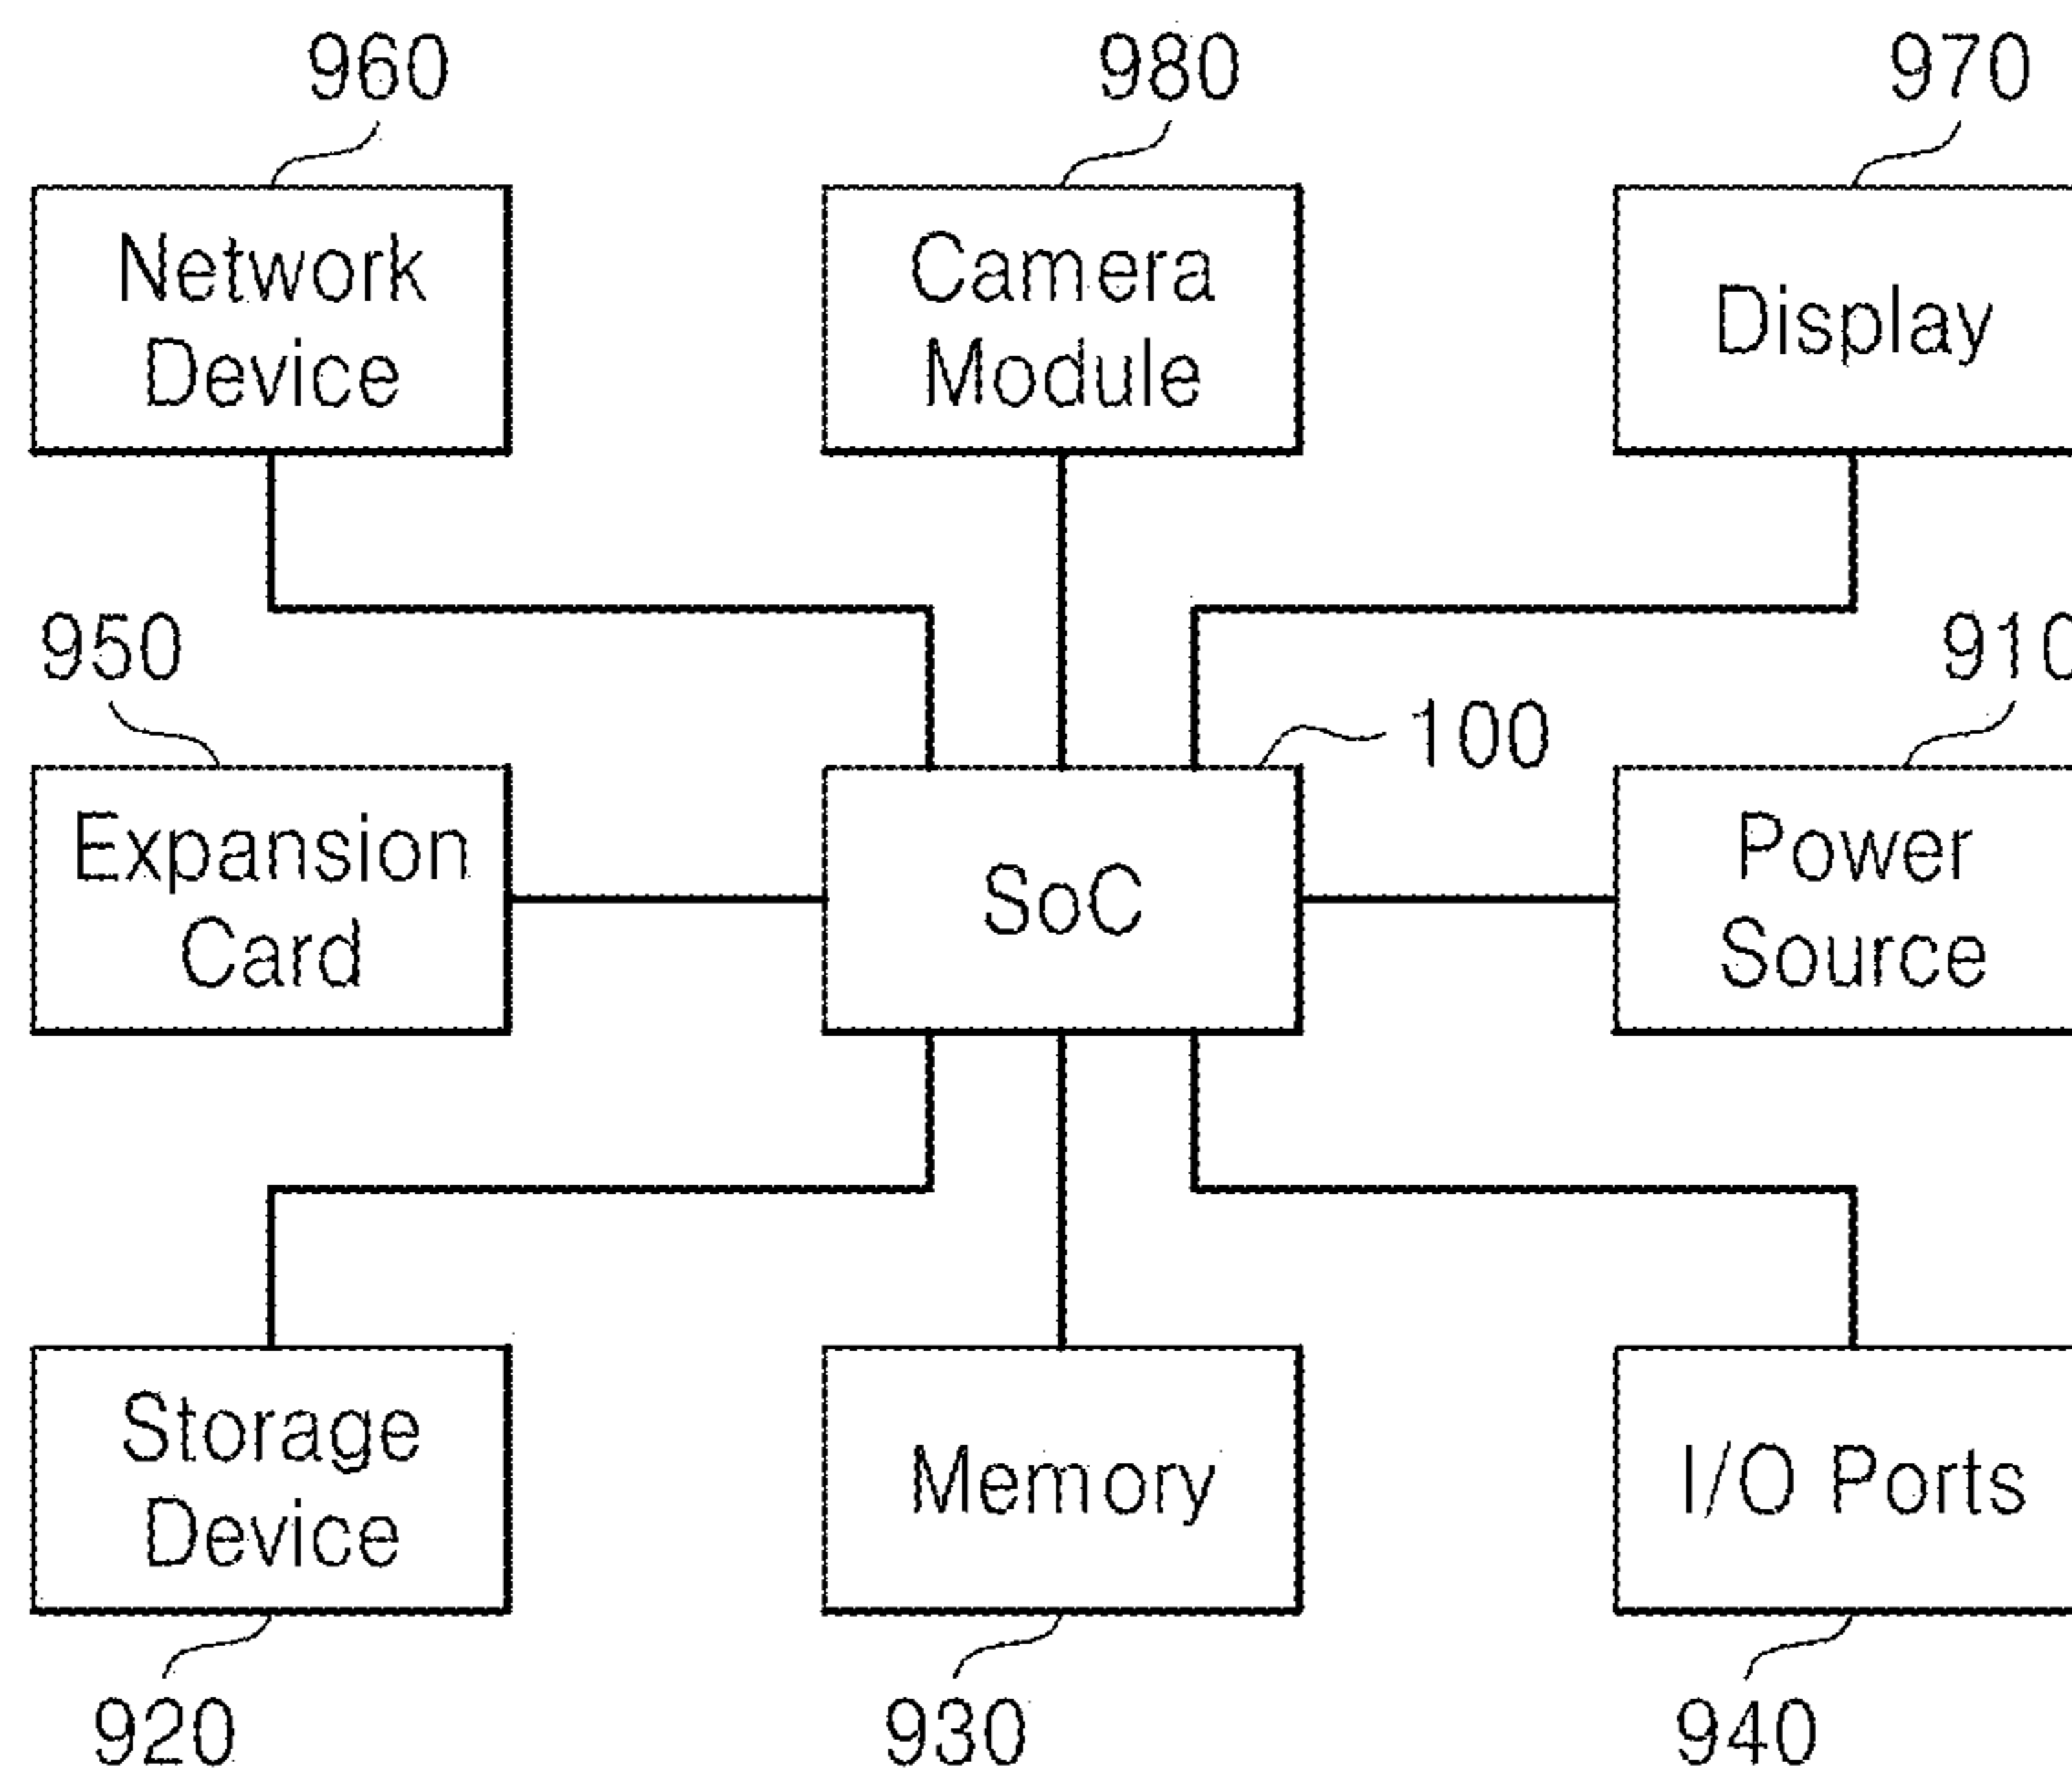 960
980
970
Network
Device
Camera
Module
Display
950
100
910
Expansion
Card
SoC
Power
Source
Storage
Device
Memory
I/O Ports
920
930
940